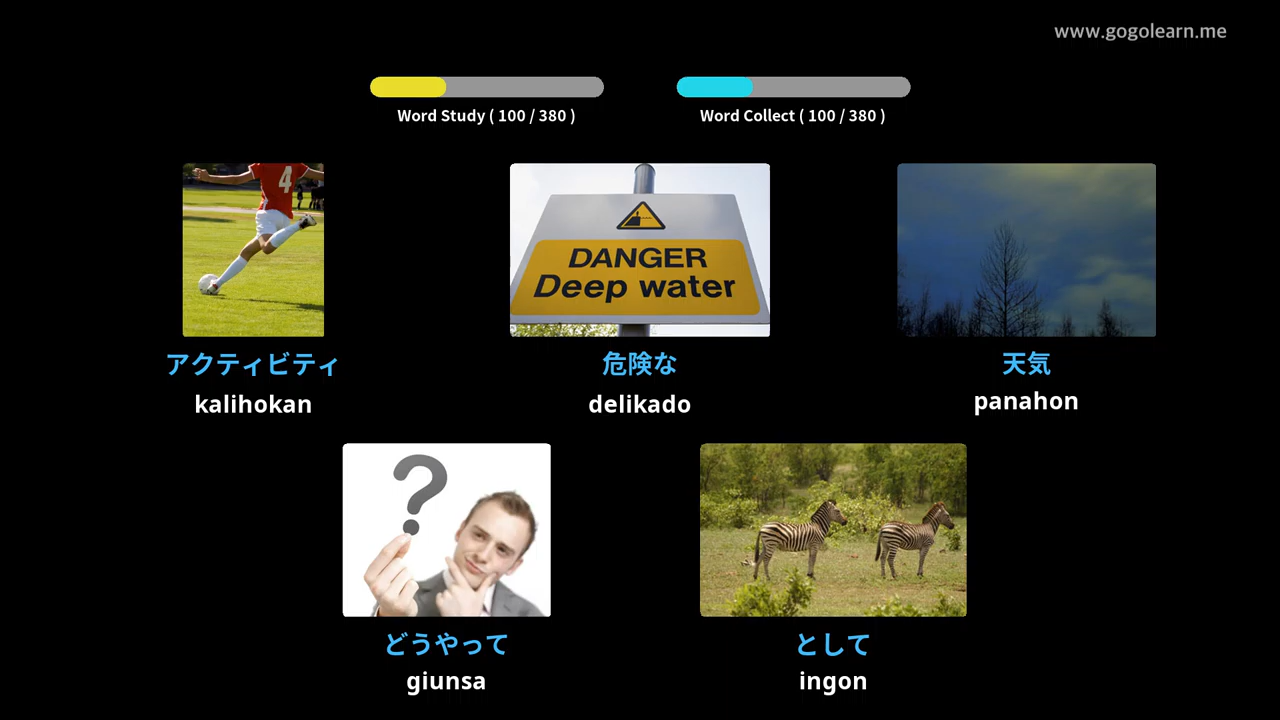 www.gogolearn.me
Word Study ( 100 / 380 )
Word Collect ( 100 / 380 )
4
DANGER
Deep water
アクティビティ
危険な
天気
kalihokan
delikado
panahon
?
どうやって
として
giunsa
ingon